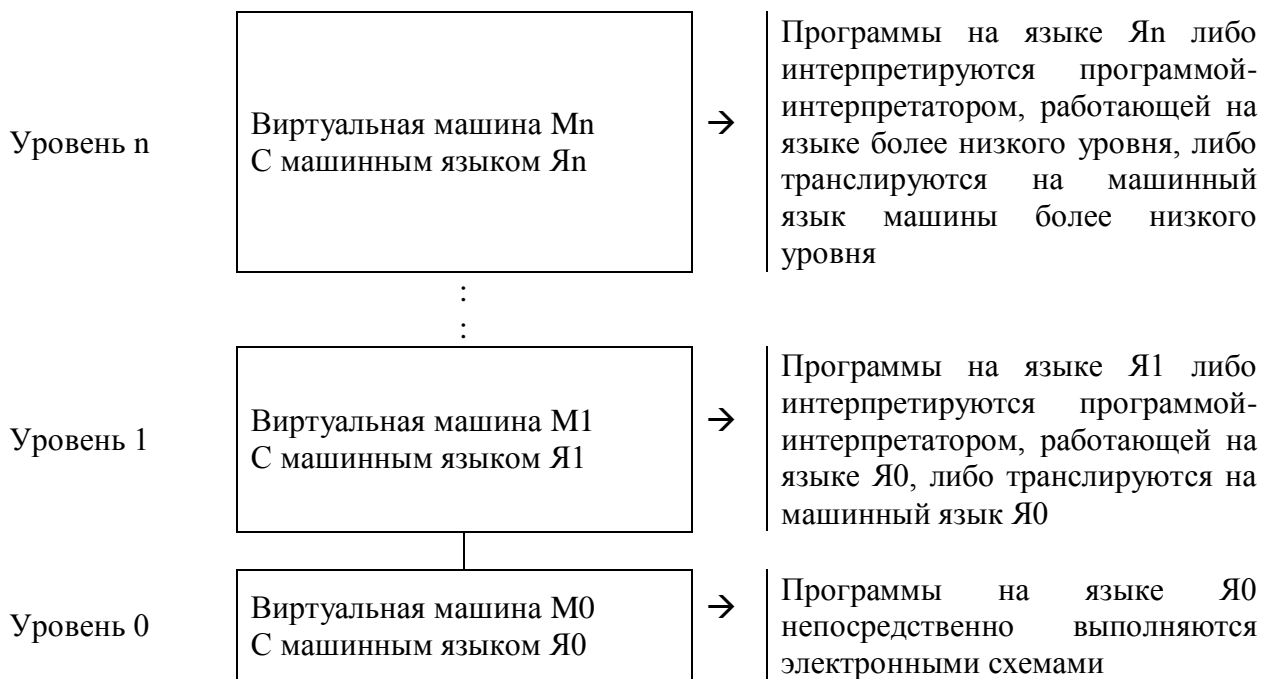 Уровень n
Виртуальная машина Mn
С машинным языком Яn
→
Программы на языке Яn либо
интерпретируются программой-
интерпретатором, работающей на
языке более низкого уровня, либо
транслируются на машинный
язык машины более низкого
уровня
:
:
Уровень 1
Виртуальная машина M1
С машинным языком Я1
→
Программы на языке Я1 либо
интерпретируются программой-
интерпретатором, работающей на
языке Я0, либо транслируются на
машинный язык Я0
Уровень 0
Виртуальная машина M0
С машинным языком Я0
→
Программы на языке Я0
непосредственно выполняются
электронными схемами